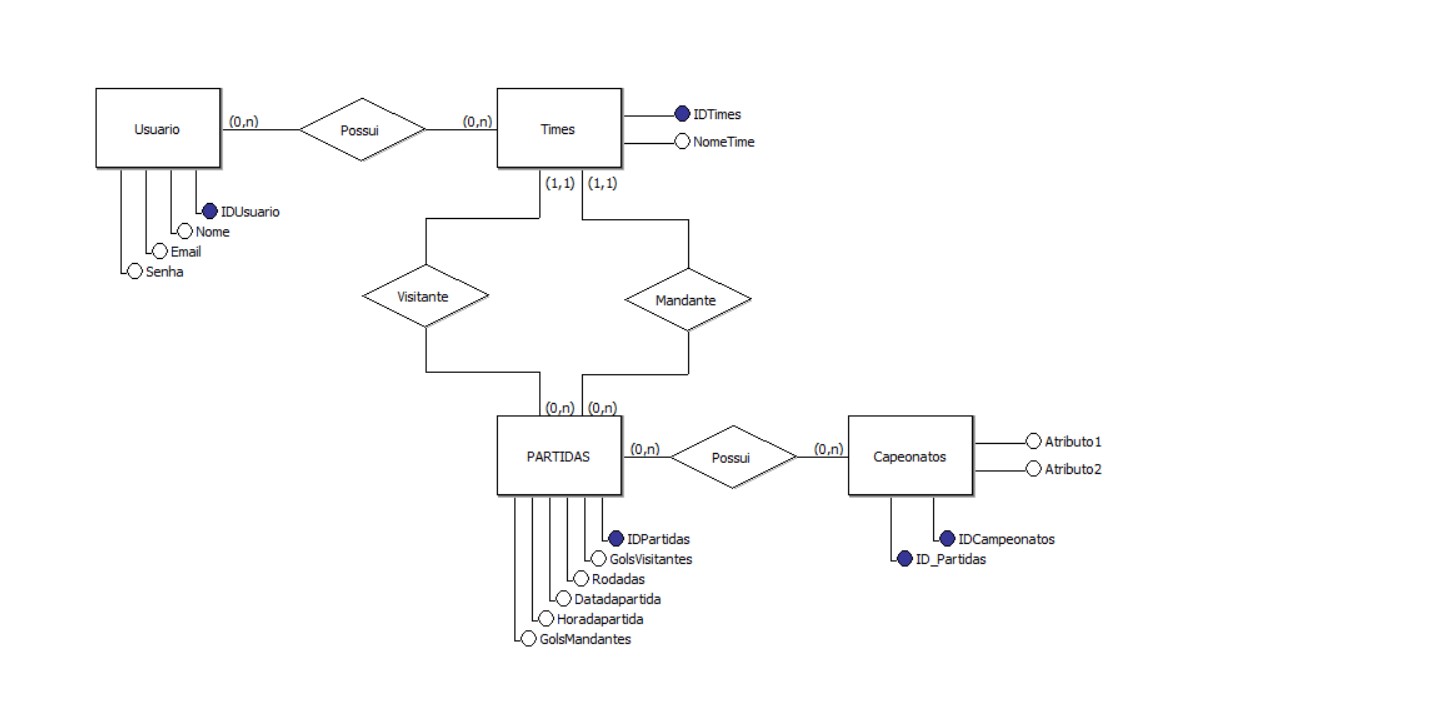 Usuario
(0,n)
Possui
(0,n)
Times
IDTimes
NomeTime
IDUsuario
Nome
Email
Senha
(1,1)
(1,1)
Visitante
Mandante
(0,n)
(0,n)
PARTIDAS
(0,n)
Possui
(0,n)
Capeonatos
Atributo1
Atributo2
IDPartidas
GolsVisitantes
Rodadas
Datadapartida
Horadapartida
GolsMandantes
IDCampeonatos
ID_Partidas